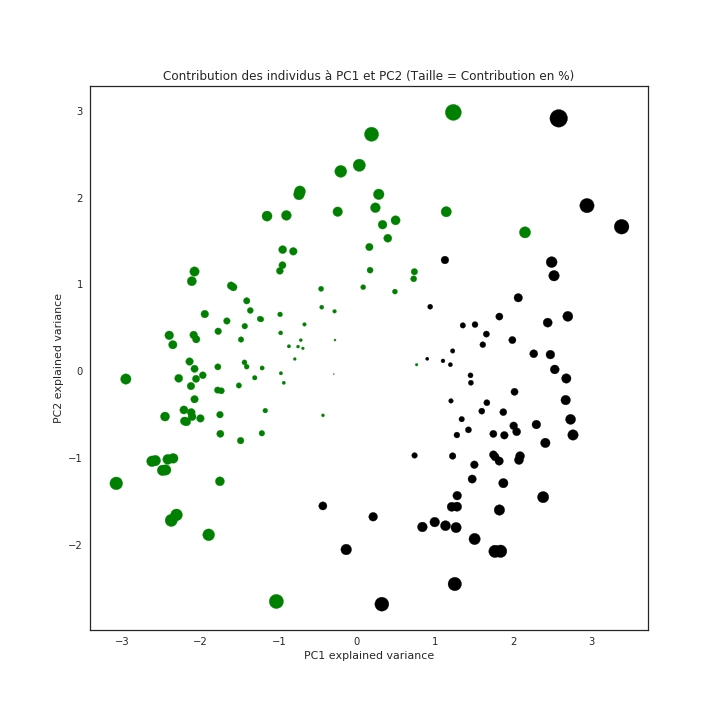 Contribution des individus à PC1 et PC2 (Taille = Contribution en %)
3
2
1
0
−1
−2
PC2 explained variance
−3 −2 −1 0 1 2 3
PC1 explained variance